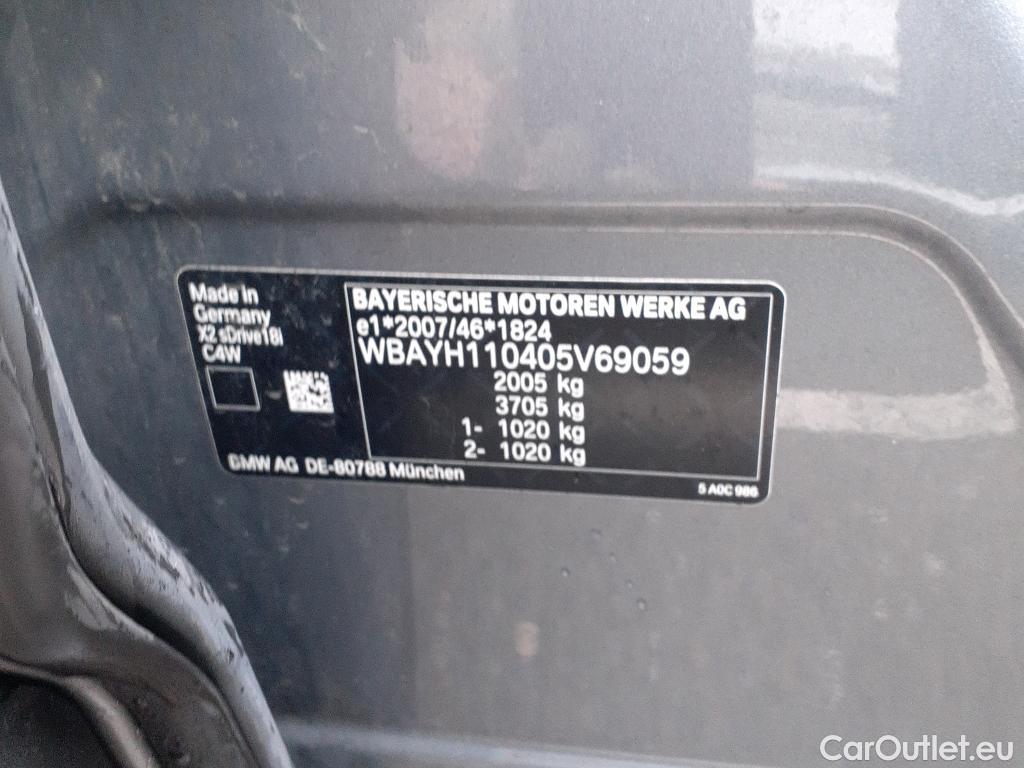 Made in
Germany
X2 sDrive18i
C4W
BAYERISCHE MOTOREN WERKE AG
e1*2007/46*1824
WBAYH110405V69059
2005 kg
3705 kg
1- 1020 kg
2- 1020 kg
BMW AG DE-80788 München
5 A0C 986
CarOutlet.eu